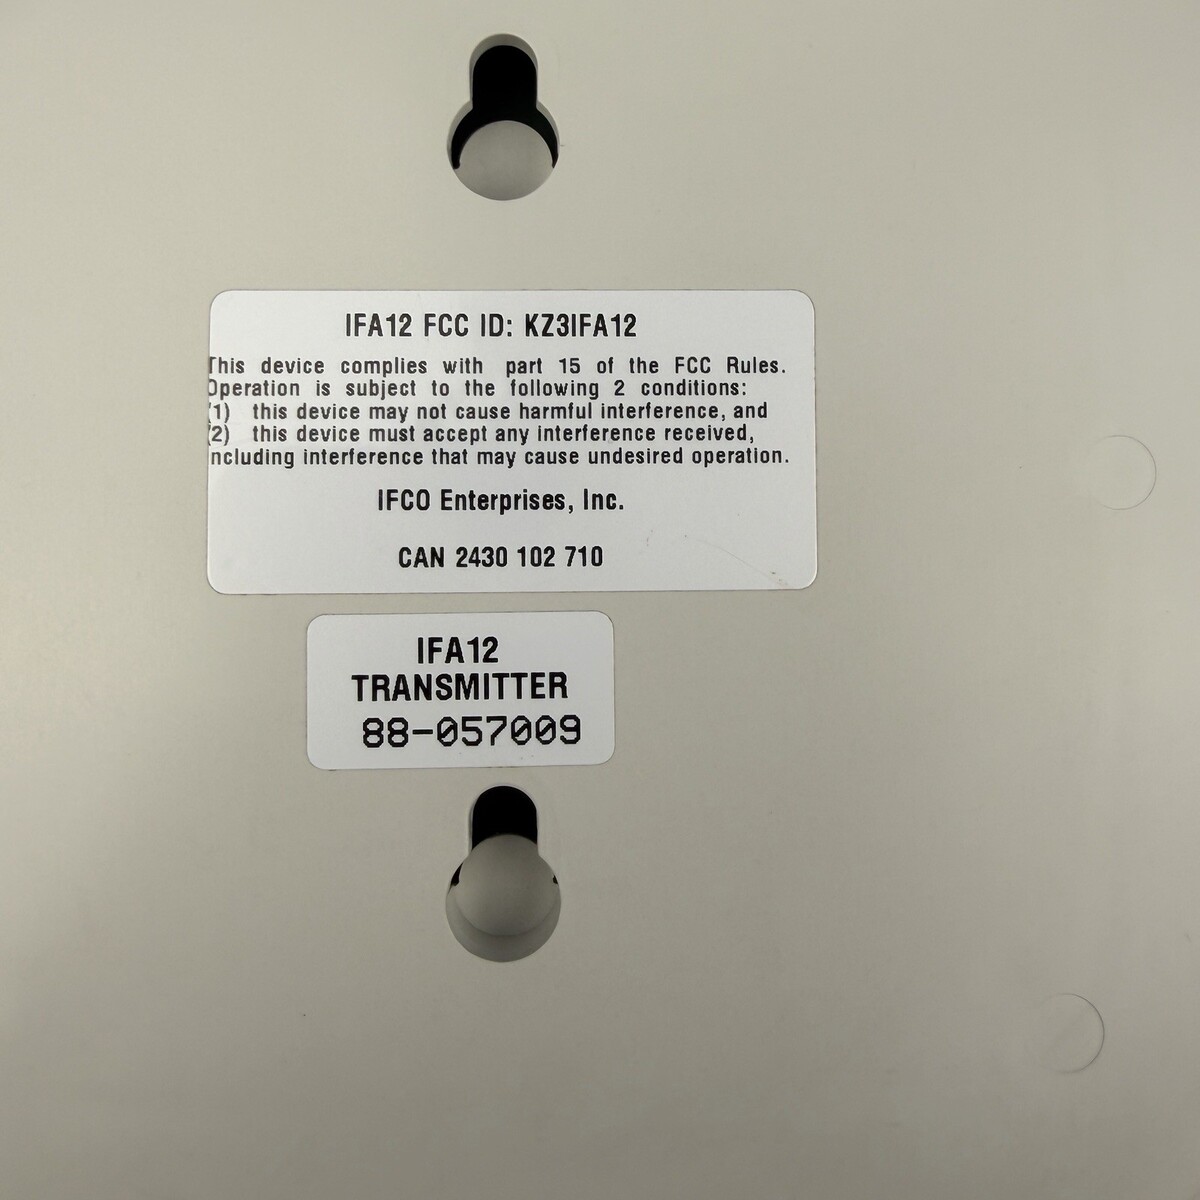 IFA12 FCC ID: KZ3IFA12
This device complies with part 15 of the FCC Rules.
Operation is subject to the following 2 conditions:
(1) this device may not cause harmful interference, and
(2) this device must accept any interference received,
including interference that may cause undesired operation.
IFCO Enterprises, Inc.
CAN 2430 102 710
IFA12
TRANSMITTER
88-057009